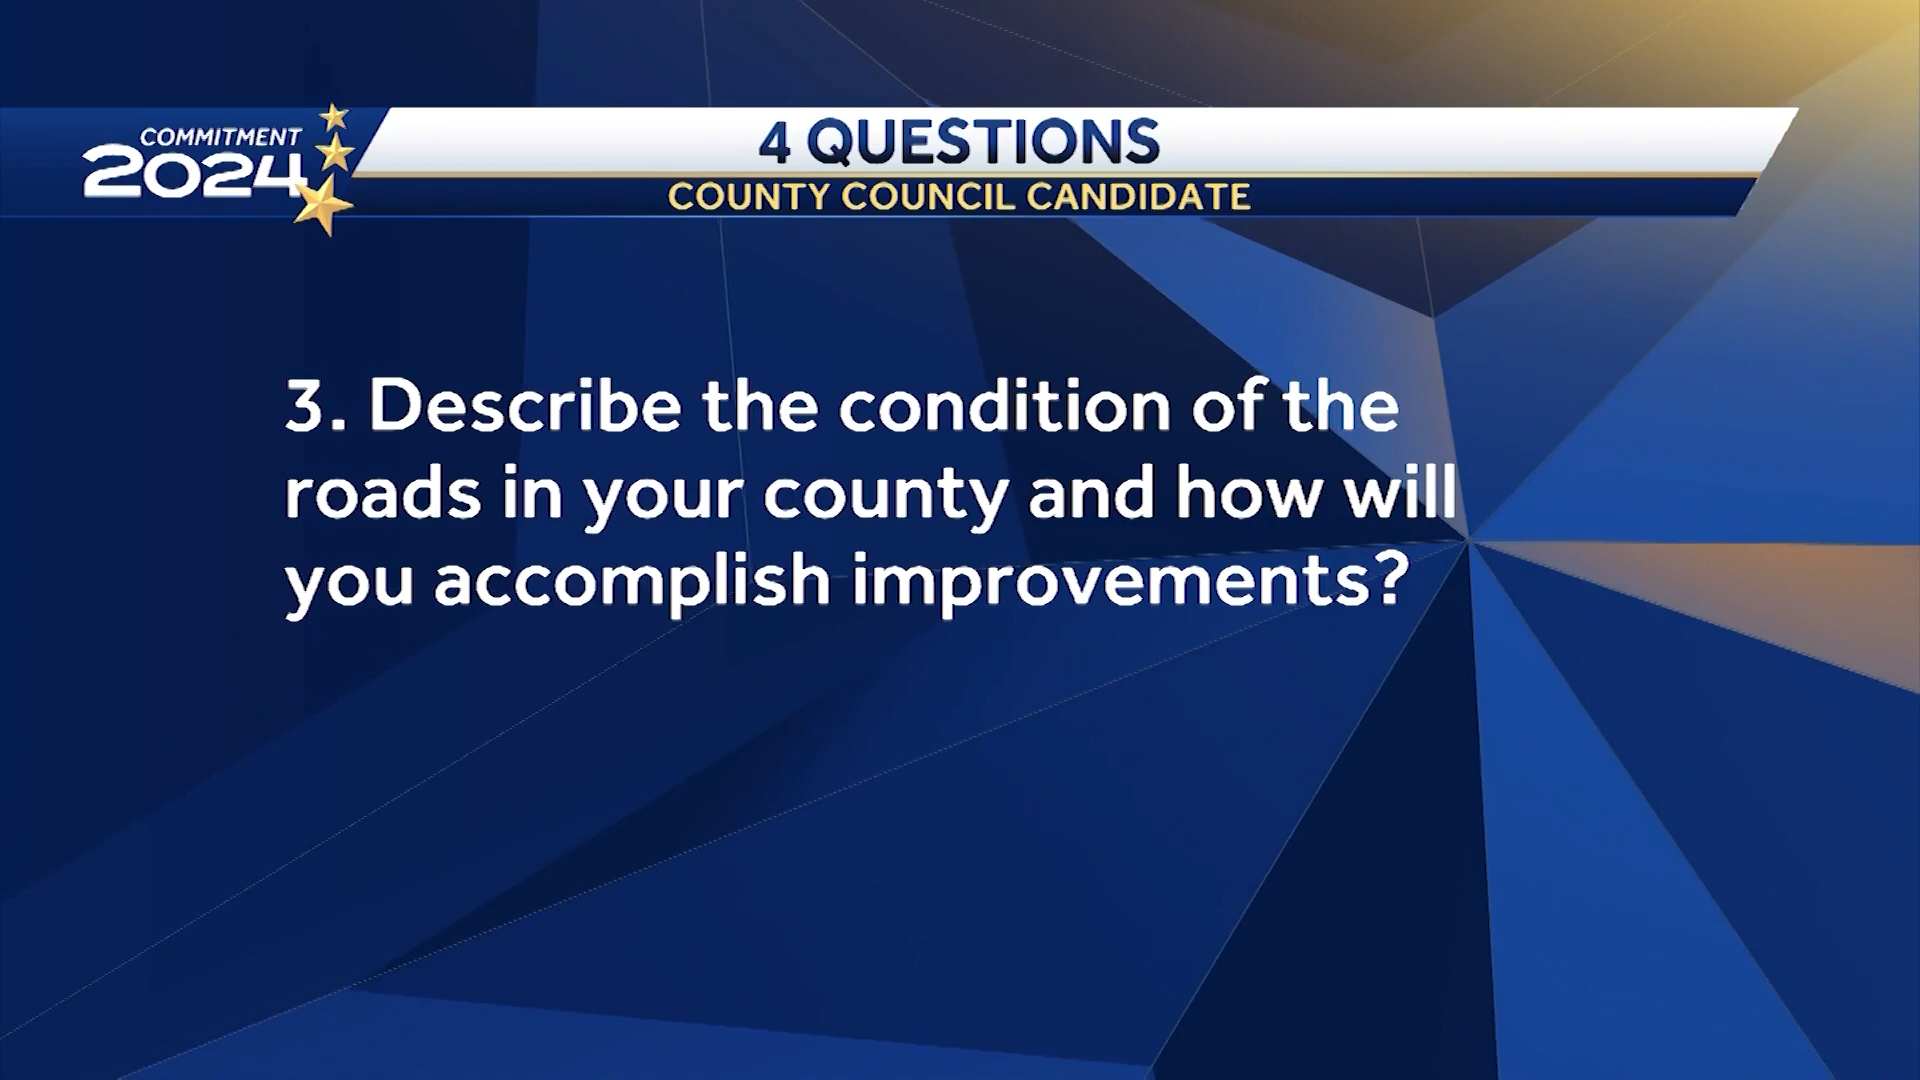 COMMITMENT
2024
4 QUESTIONS
COUNTY COUNCIL CANDIDATE
3. Describe the condition of the
roads in your county and how will
you accomplish improvements?